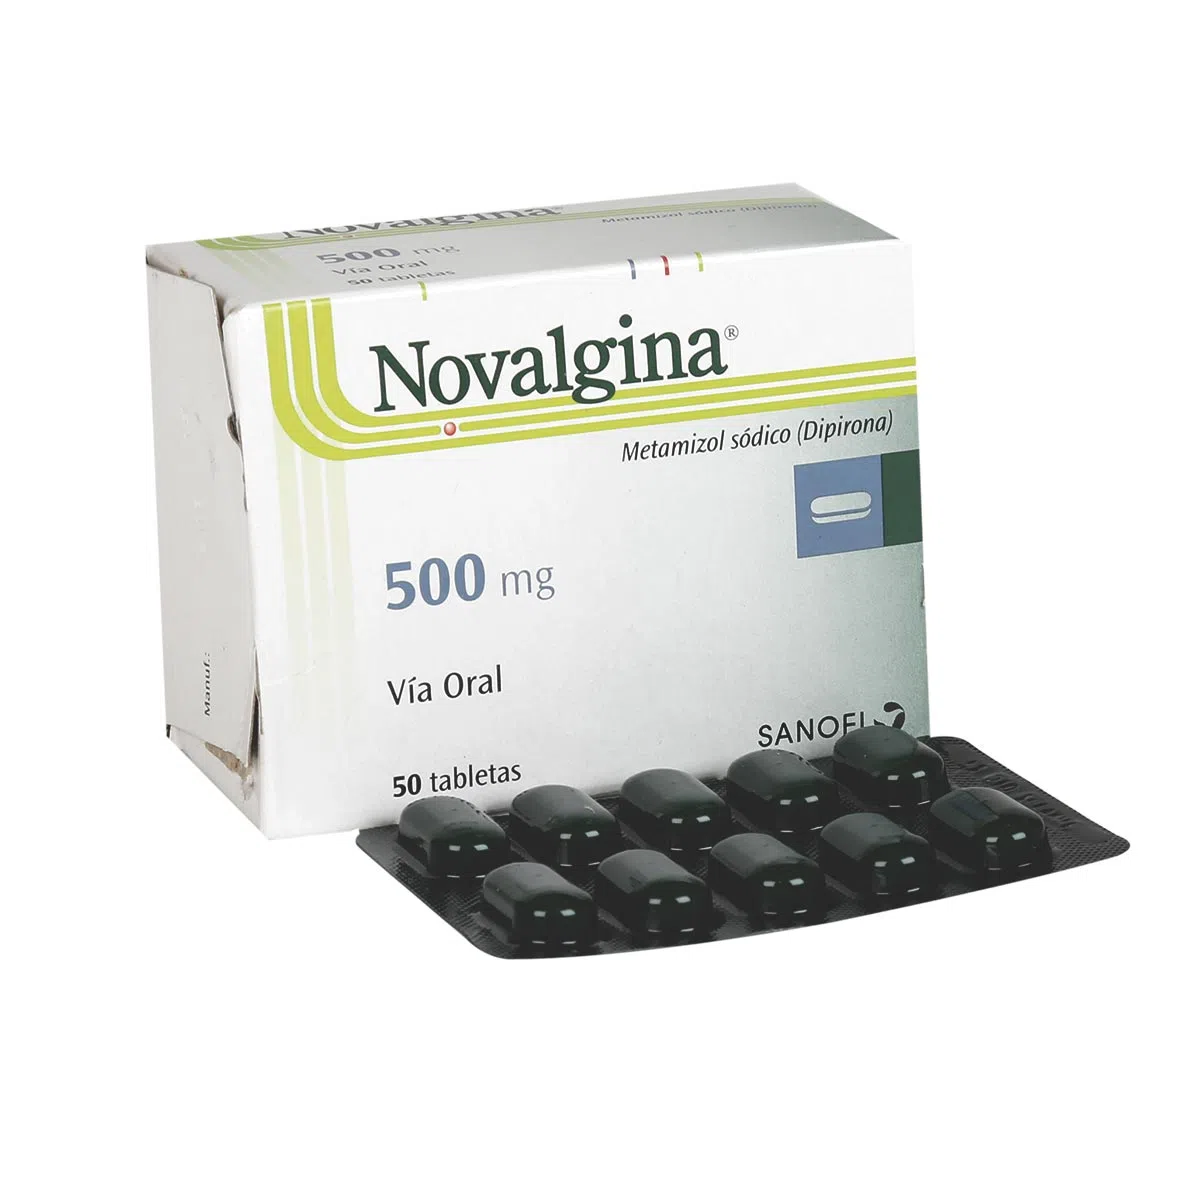 Novalgina®
Metamizol sódico (Dipirona)
500 mg
Vía Oral
50 tabletas
Novalgina®
Metamizol sódico (Dipirona)
500 mg
Vía Oral
50 tabletas
SANOFI
Manuf.: